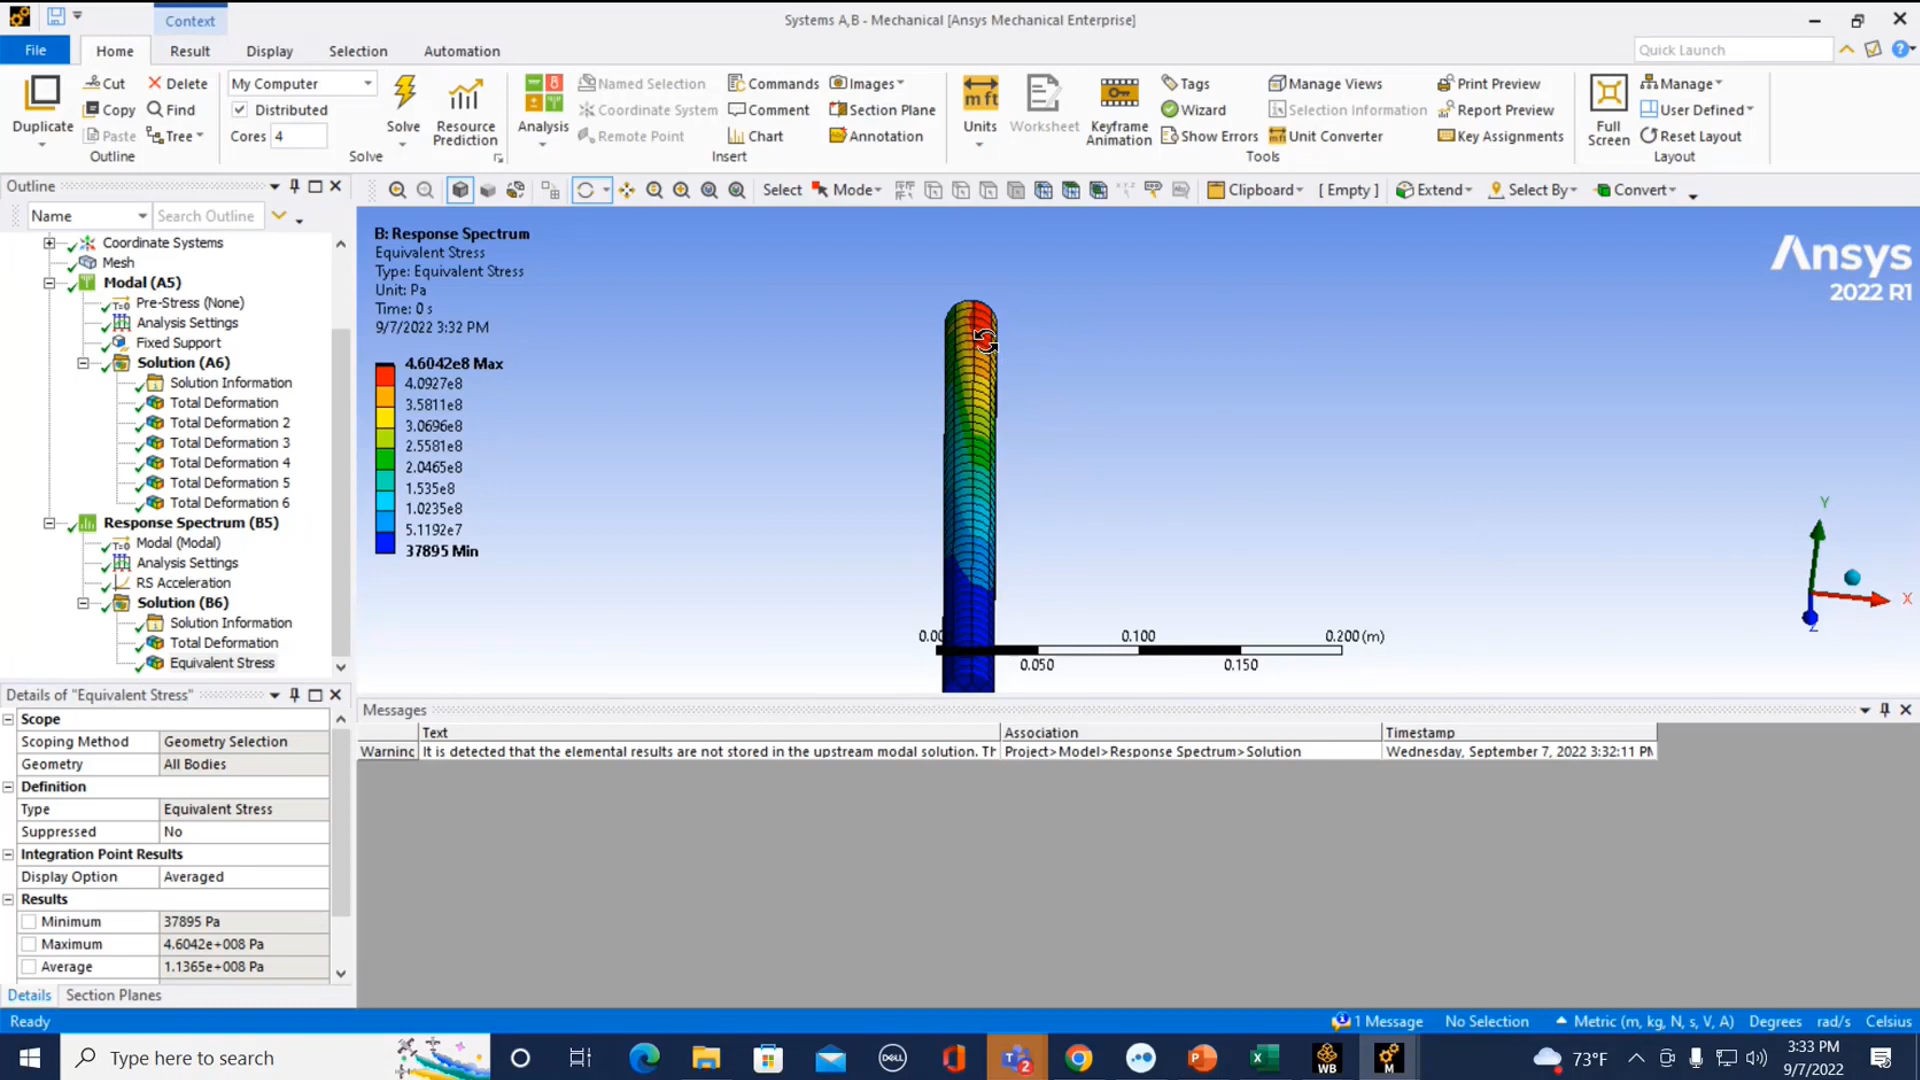 Context
Systems A,B - Mechanical [Ansys Mechanical Enterprise]
File
Home
Result
Display
Selection
Automation
Quick Launch
Duplicate
Cut
Delete
Copy
Find
Paste
Tree
Outline
My Computer
Distributed
Cores 4
Solve
Resource
Prediction
Solve
Analysis
Named Selection
Coordinate System
Remote Point
Commands
Comment
Chart
Images
Section Plane
Annotation
Insert
mft
Units
Worksheet
Keyframe
Animation
Tags
Wizard
Show Errors
Manage Views
Selection Information
Unit Converter
Print Preview
Report Preview
Key Assignments
Tools
Full
Screen
Manage
User Defined
Reset Layout
Layout
Outline
Select
Mode
Clipboard
[ Empty ]
Extend
Select By
Convert
Name
Search Outline
Coordinate Systems
Mesh
Modal (A5)
Pre-Stress (None)
Analysis Settings
Fixed Support
Solution (A6)
Solution Information
Total Deformation
Total Deformation 2
Total Deformation 3
Total Deformation 4
Total Deformation 5
Total Deformation 6
Response Spectrum (B5)
Modal (Modal)
Analysis Settings
RS Acceleration
Solution (B6)
Solution Information
Total Deformation
Equivalent Stress
B: Response Spectrum
Equivalent Stress
Type: Equivalent Stress
Unit: Pa
Time: 0 s
9/7/2022 3:32 PM
4.6042e8 Max
4.0927e8
3.5811e8
3.0696e8
2.5581e8
2.0465e8
1.535e8
1.0235e8
5.1192e7
37895 Min
Ansys
2022 R1
Y
X
Z
0.00
0.100
0.200 (m)
0.050
0.150
Details of "Equivalent Stress"
Scope
Scoping Method Geometry Selection
Geometry All Bodies
Definition
Type Equivalent Stress
Suppressed No
Integration Point Results
Display Option Averaged
Results
Minimum 37895 Pa
Maximum 4.6042e+008 Pa
Average 1.1365e+008 Pa
Details
Section Planes
Messages
Text Association Timestamp
Warninc It is detected that the elemental results are not stored in the upstream modal solution. Th Project>Model>Response Spectrum>Solution Wednesday, September 7, 2022 3:32:11 PM
Ready
1 Message
No Selection
Metric (m, kg, N, s, V, A)
Degrees
rad/s
Celsius
Type here to search
DELL
2
WB
M
73°F
3:33 PM
9/7/2022